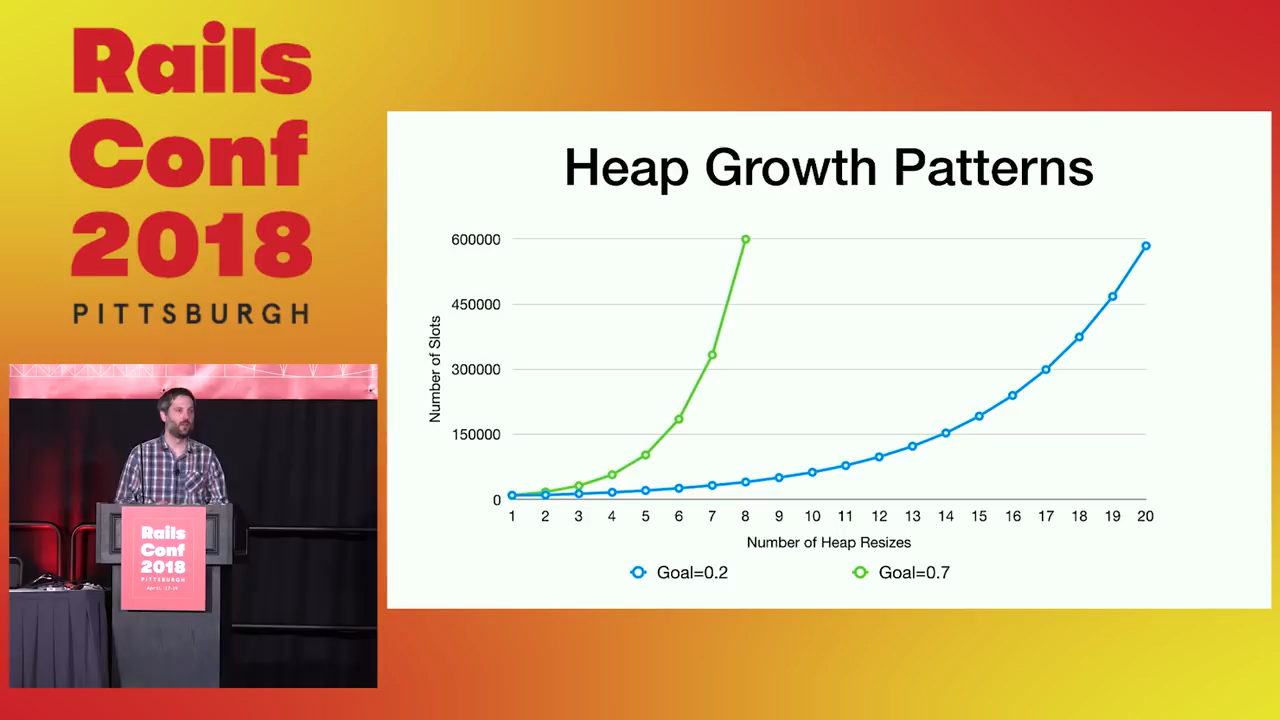 Rails
Conf
2018
PITTSBURGH
Heap Growth Patterns
600000
450000
300000
150000
0
Number of Slots
1 2 3 4 5 6 7 8 9 10 11 12 13 14 15 16 17 18 19 20
Number of Heap Resizes
Goal=0.2
Goal=0.7
Rails
Conf
2018
PITTSBURGH